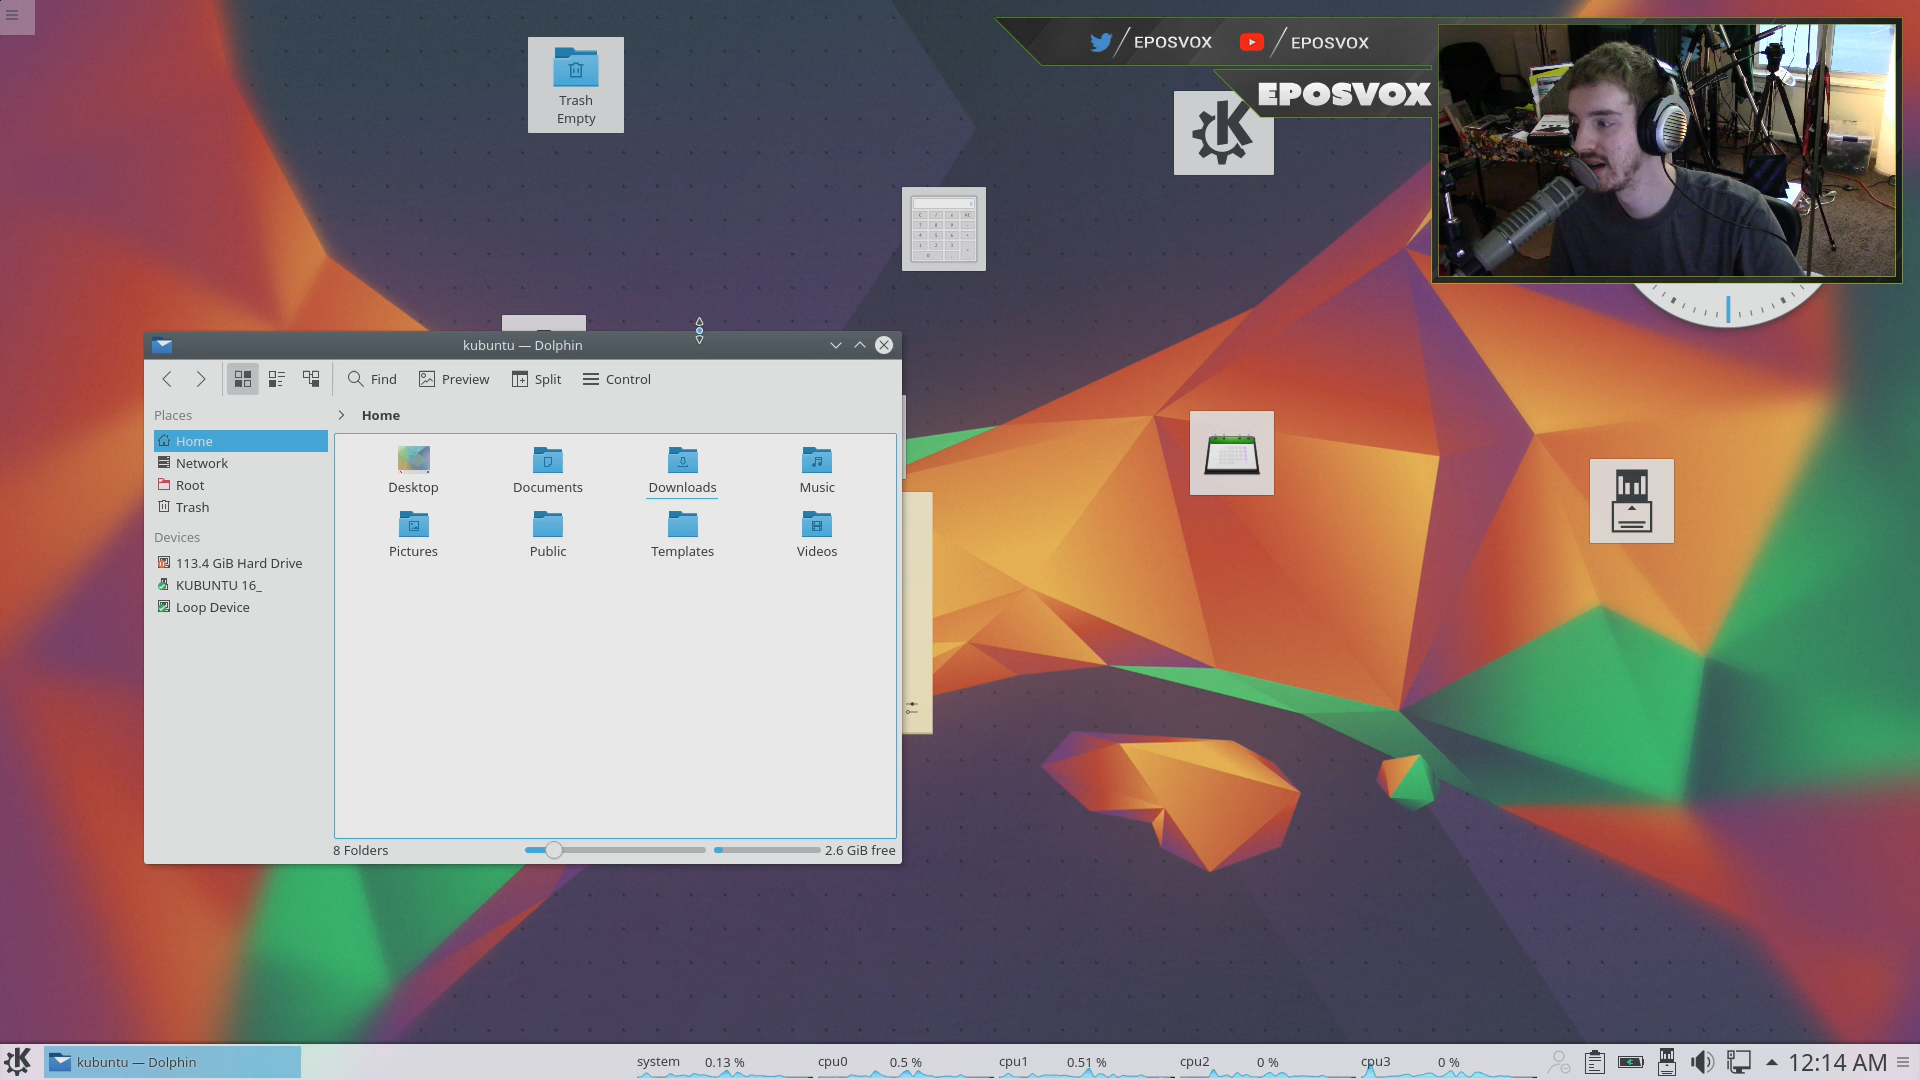 EPOSVOX
EPOSVOX
EPOSVOX
Trash
Empty
kubuntu — Dolphin
Find
Preview
Split
Control
Places
Home
Network
Root
Trash
Devices
113.4 GiB Hard Drive
KUBUNTU 16_
Loop Device
Home
Desktop
Documents
Downloads
Music
Pictures
Public
Templates
Videos
8 Folders
2.6 GiB free
kubuntu — Dolphin
system 0.13 %
cpu0 0.5 %
cpu1 0.51 %
cpu2 0 %
cpu3 0 %
12:14 AM